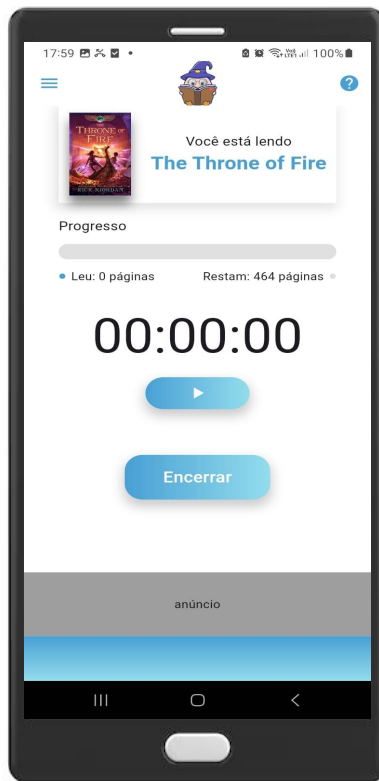 17:59 100%
?
THE
THRONE OF
FIRE
RICK RIORDAN
Você está lendo
The Throne of Fire
Progresso
Leu: 0 páginas Restam: 464 páginas
00:00:00
Encerrar
anúncio